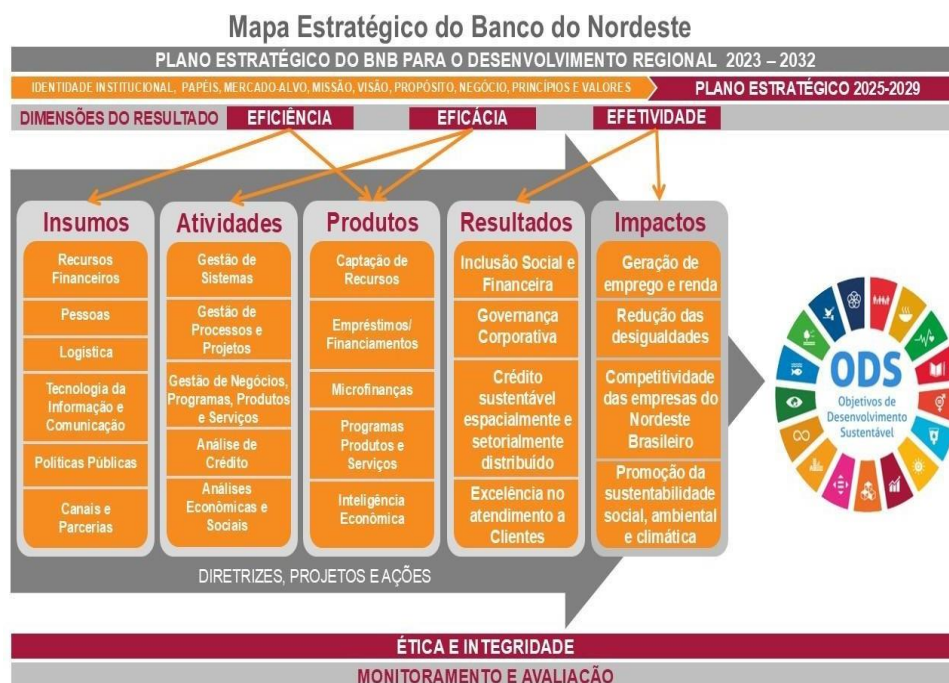 Mapa Estratégico do Banco do Nordeste
PLANO ESTRATÉGICO DO BNB PARA O DESENVOLVIMENTO REGIONAL 2023 – 2032
IDENTIDADE INSTITUCIONAL, PAPÉIS, MERCADO-ALVO, MISSÃO, VISÃO, PROPÓSITO, NEGÓCIO, PRINCÍPIOS E VALORES
PLANO ESTRATÉGICO 2025-2029
DIMENSÕES DO RESULTADO
EFICIÊNCIA
EFICÁCIA
EFETIVIDADE
Insumos
Recursos
Financeiros
Pessoas
Logística
Tecnologia da
Informação e
Comunicação
Políticas Públicas
Canais e
Parcerias
Atividades
Gestão de
Sistemas
Gestão de
Processos e
Projetos
Gestão de Negócios,
Programas, Produtos
e Serviços
Análise de
Crédito
Análises
Econômicas e
Sociais
Produtos
Captação de
Recursos
Empréstimos/
Financiamentos
Microfinanças
Programas
Produtos e
Serviços
Inteligência
Econômica
Resultados
Inclusão Social e
Financeira
Governança
Corporativa
Crédito
sustentável
espacialmente e
setorialmente
distribuído
Excelência no
atendimento a
Clientes
Impactos
Geração de
emprego e renda
Redução das
desigualdades
Competitividade
das empresas do
Nordeste
Brasileiro
Promoção da
sustentabilidade
social, ambiental
e climática
ODS
Objetivos de
Desenvolvimento
Sustentável
DIRETRIZES, PROJETOS E AÇÕES
ÉTICA E INTEGRIDADE
MONITORAMENTO E AVALIAÇÃO